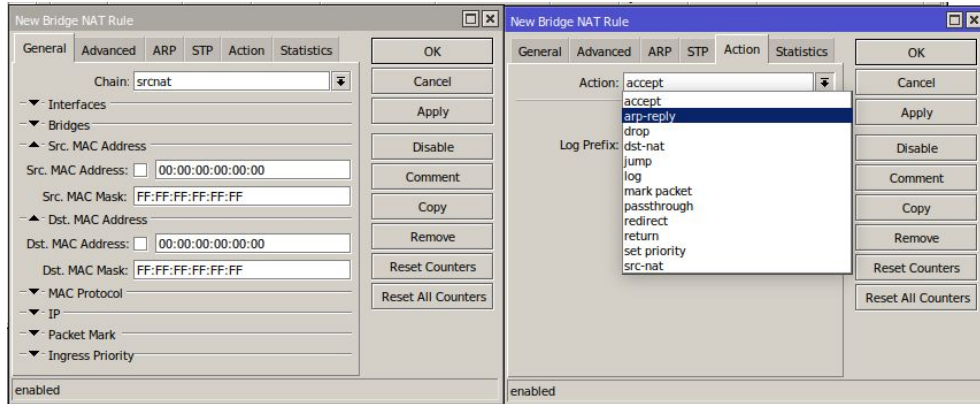 New Bridge NAT Rule
General Advanced ARP STP Action Statistics
Chain: srcnat
Interfaces
Bridges
Src. MAC Address
Src. MAC Address: 00:00:00:00:00:00
Src. MAC Mask: FF:FF:FF:FF:FF:FF
Dst. MAC Address
Dst. MAC Address: 00:00:00:00:00:00
Dst. MAC Mask: FF:FF:FF:FF:FF:FF
MAC Protocol
IP
Packet Mark
Ingress Priority
OK
Cancel
Apply
Disable
Comment
Copy
Remove
Reset Counters
Reset All Counters
enabled
New Bridge NAT Rule
General Advanced ARP STP Action Statistics
Action: accept
accept
arp-reply
drop
Log Prefix: dst-nat
jump
log
mark packet
passthrough
redirect
return
set priority
src-nat
OK
Cancel
Apply
Disable
Comment
Copy
Remove
Reset Counters
Reset All Counters
enabled